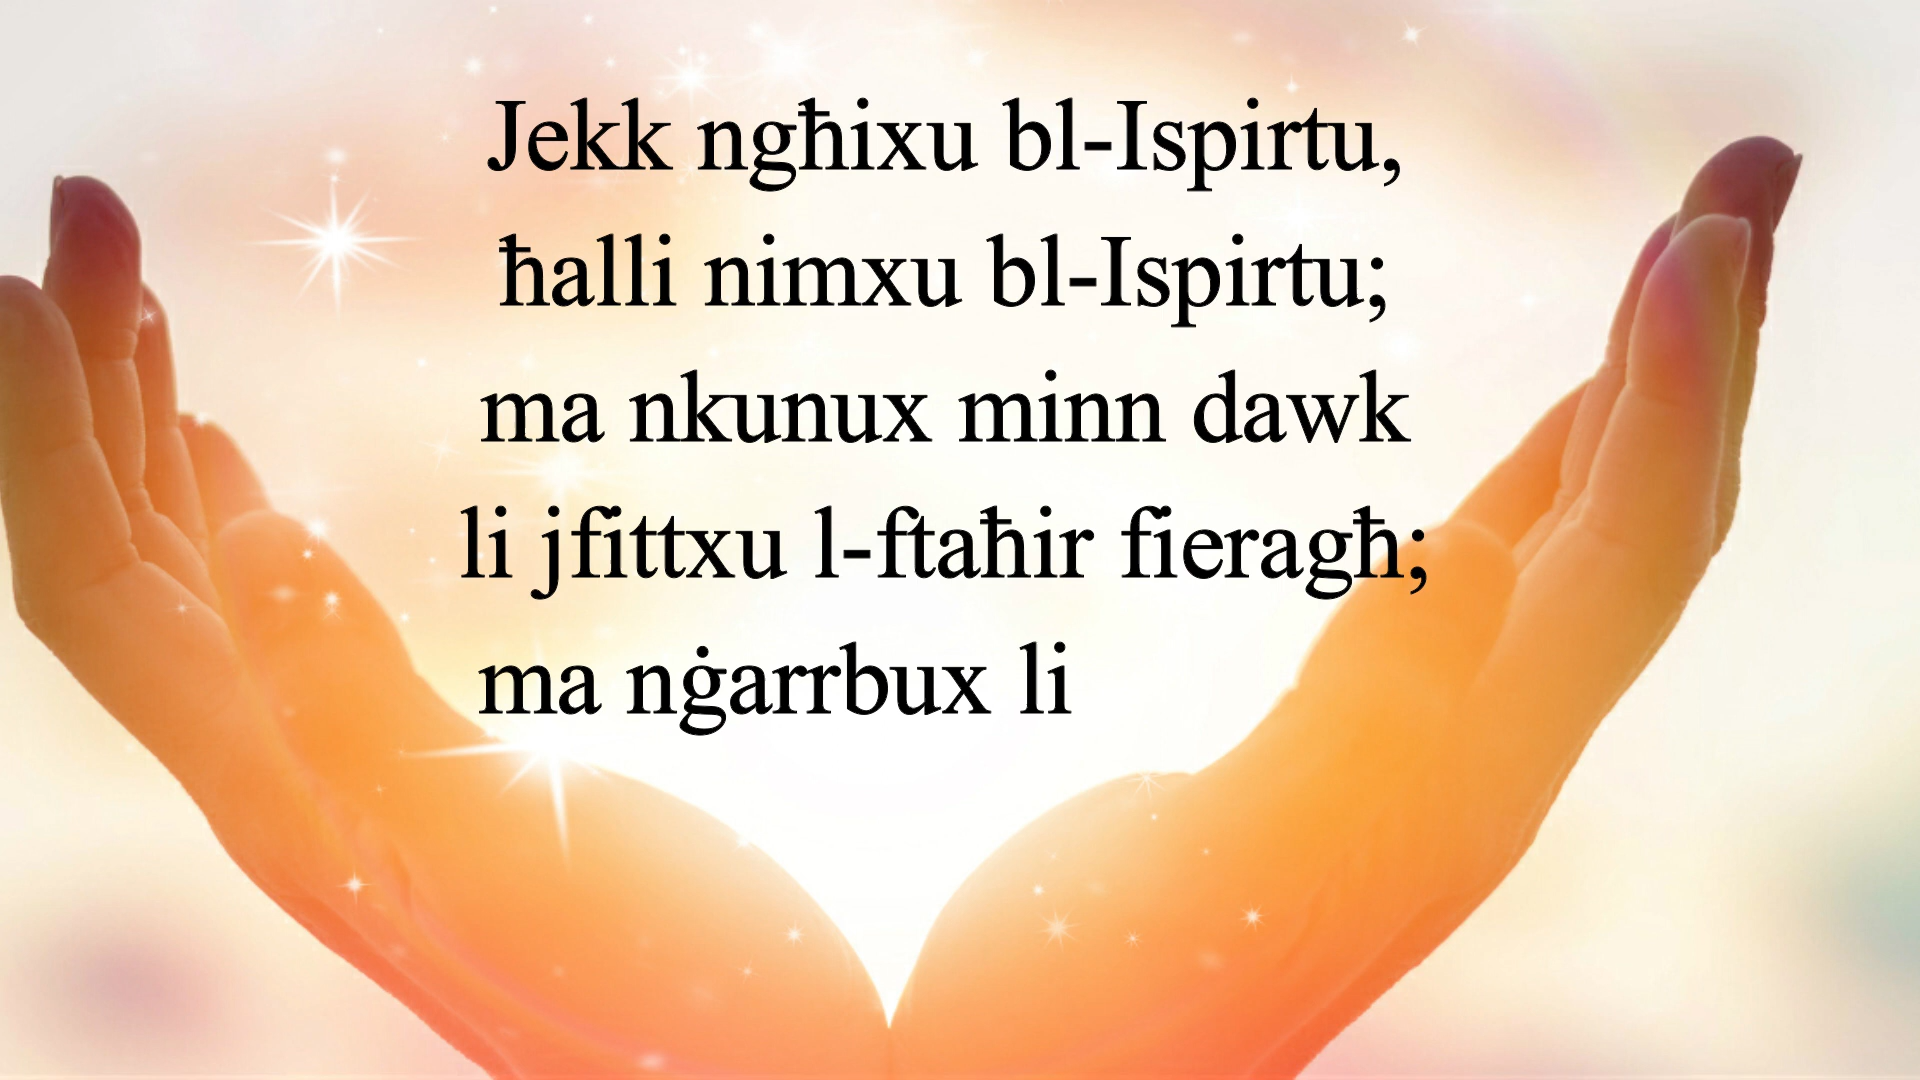 Jekk ngħixu bl-Ispirtu,
ħalli nimxu bl-Ispirtu;
ma nkunux minn dawk
li jfittxu l-ftaħir fieragħ;
ma nġarrbux li